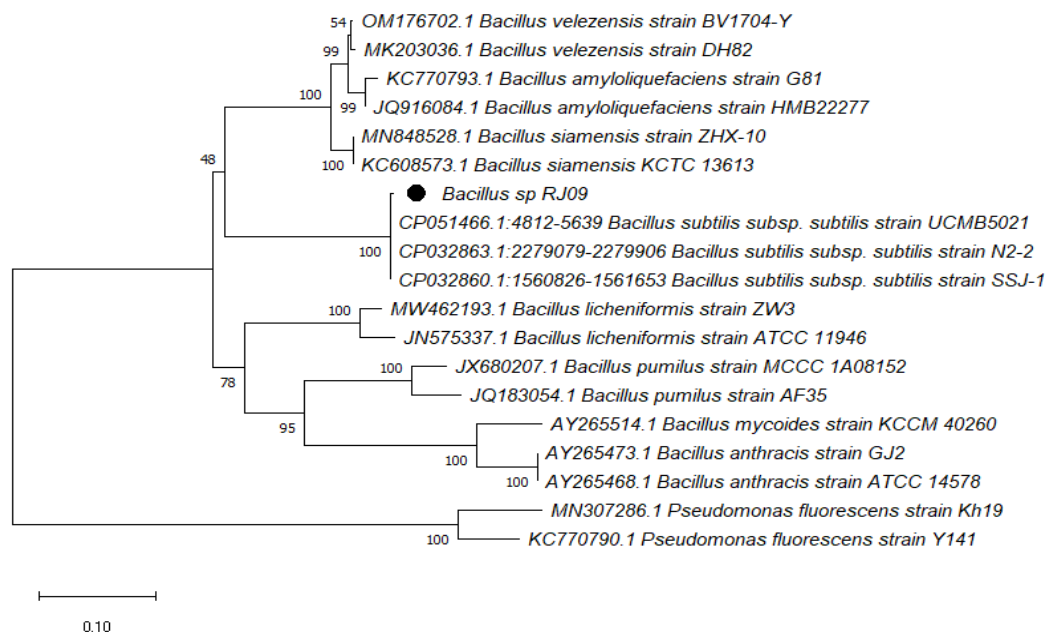 54
OM176702.1 Bacillus velezensis strain BV1704-Y
99
MK203036.1 Bacillus velezensis strain DH82
KC770793.1 Bacillus amyloliquefaciens strain G81
100
99
JQ916084.1 Bacillus amyloliquefaciens strain HMB22277
MN848528.1 Bacillus siamensis strain ZHX-10
48
100
KC608573.1 Bacillus siamensis KCTC 13613
Bacillus sp RJ09
CP051466.1:4812-5639 Bacillus subtilis subsp. subtilis strain UCMB5021
100
CP032863.1:2279079-2279906 Bacillus subtilis subsp. subtilis strain N2-2
CP032860.1:1560826-1561653 Bacillus subtilis subsp. subtilis strain SSJ-1
100
MW462193.1 Bacillus licheniformis strain ZW3
JN575337.1 Bacillus licheniformis strain ATCC 11946
100
JX680207.1 Bacillus pumilus strain MCCC 1A08152
78
JQ183054.1 Bacillus pumilus strain AF35
95
AY265514.1 Bacillus mycoides strain KCCM 40260
100
AY265473.1 Bacillus anthracis strain GJ2
100
AY265468.1 Bacillus anthracis strain ATCC 14578
MN307286.1 Pseudomonas fluorescens strain Kh19
100
KC770790.1 Pseudomonas fluorescens strain Y141
0.10